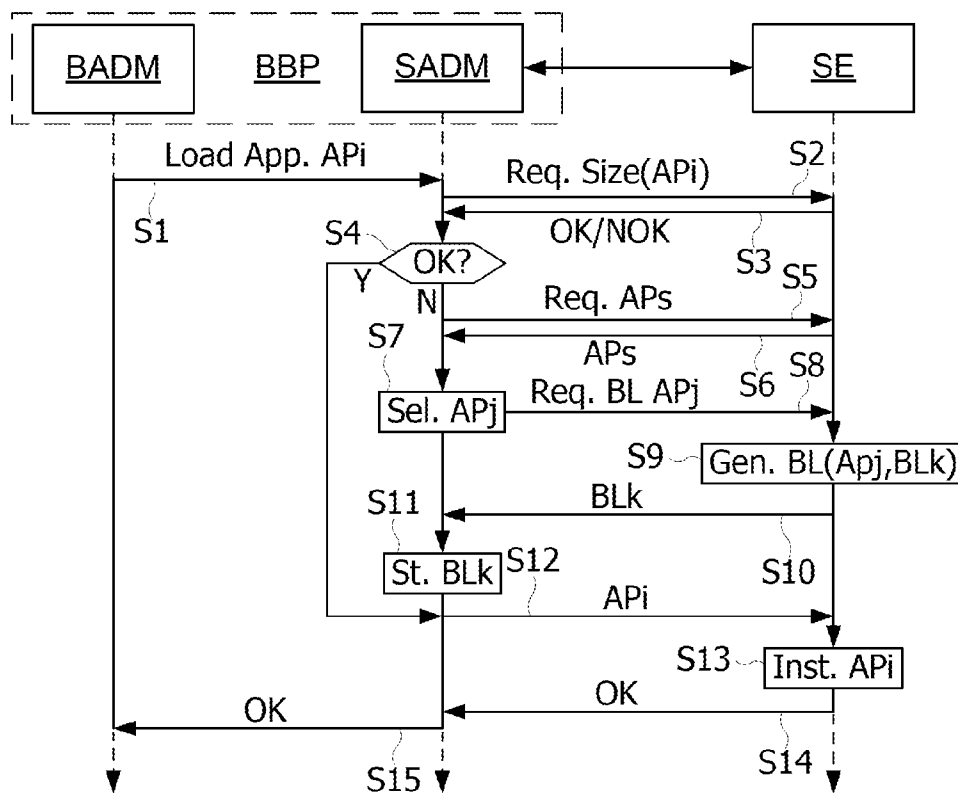 BADM
BBP
SADM
SE
Load App. APi
S1
Req. Size(APi)
S2
OK/NOK
S3
S4
OK?
Y
N
Req. APs
S5
APs
S6
S7
Sel. APj
Req. BL APj
S8
S9
Gen. BL(Apj,BLk)
BLk
S10
S11
St. BLk
S12
APi
S13
Inst. APi
OK
S14
OK
S15